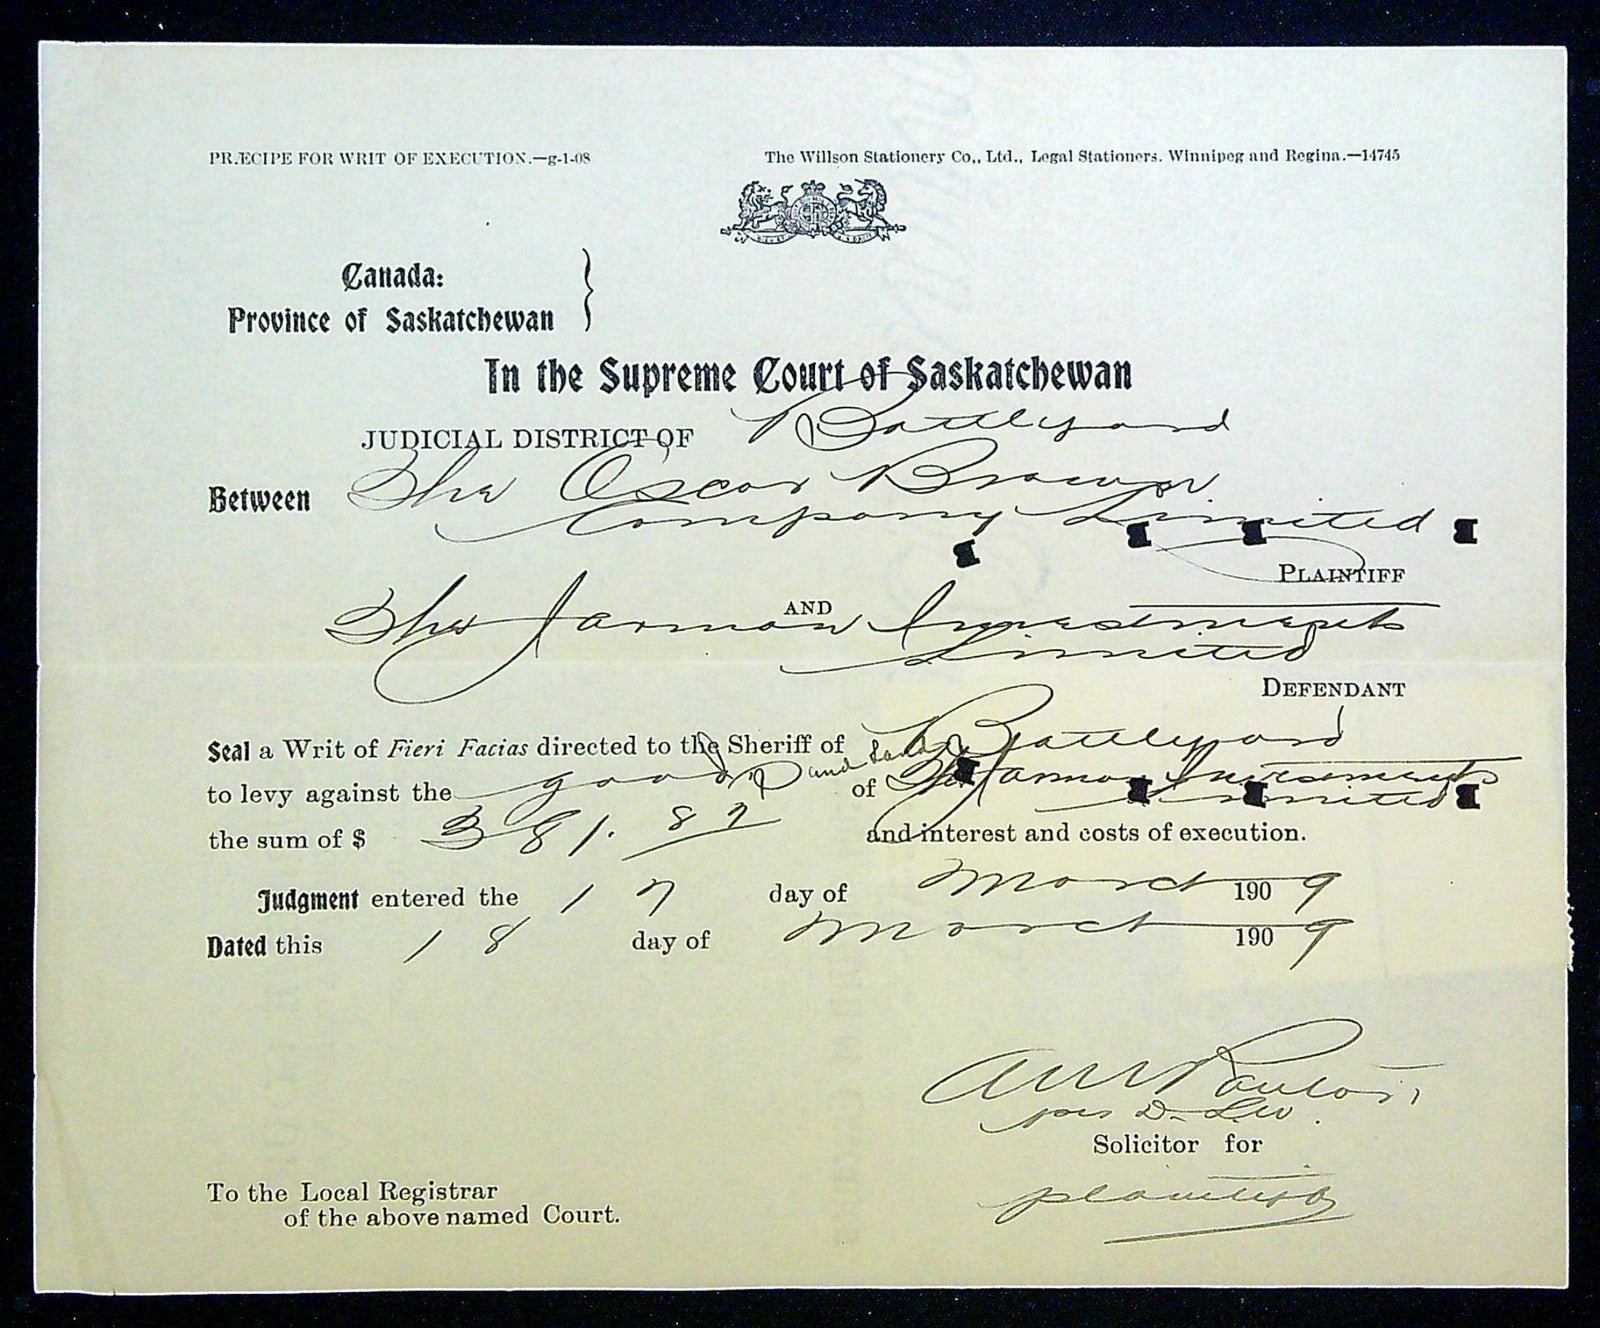 PRÆCIPE FOR WRIT OF EXECUTION.—g-1-08
The Willson Stationery Co., Ltd., Legal Stationers. Winnipeg and Regina.—14745
Canada:
Province of Saskatchewan
In the Supreme Court of Saskatchewan
JUDICIAL DISTRICT OF Battleford
Between The Oscar Brown
Company Limited
PLAINTIFF
AND
The Jarman Investments
Limited
DEFENDANT
Seal a Writ of Fieri Facias directed to the Sheriff of Battleford
to levy against the goods and lands of The Jarman Investments
Limited
the sum of $ 381.87 and interest and costs of execution.
Judgment entered the 17 day of March 1909
Dated this 18 day of March 1909
per
Solicitor for
plaintiff
To the Local Registrar
of the above named Court.